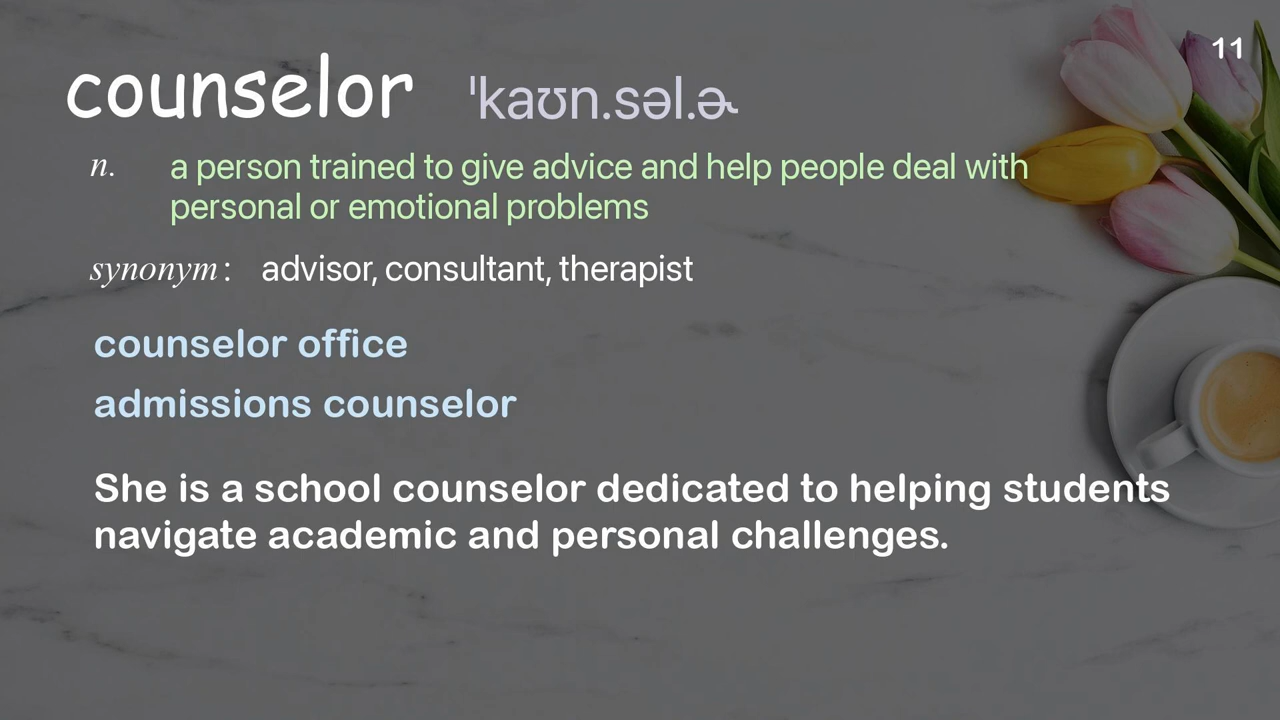 11
counselor ˈkaʊn.səl.ɚ
n. a person trained to give advice and help people deal with
personal or emotional problems
synonym: advisor, consultant, therapist
counselor office
admissions counselor
She is a school counselor dedicated to helping students
navigate academic and personal challenges.